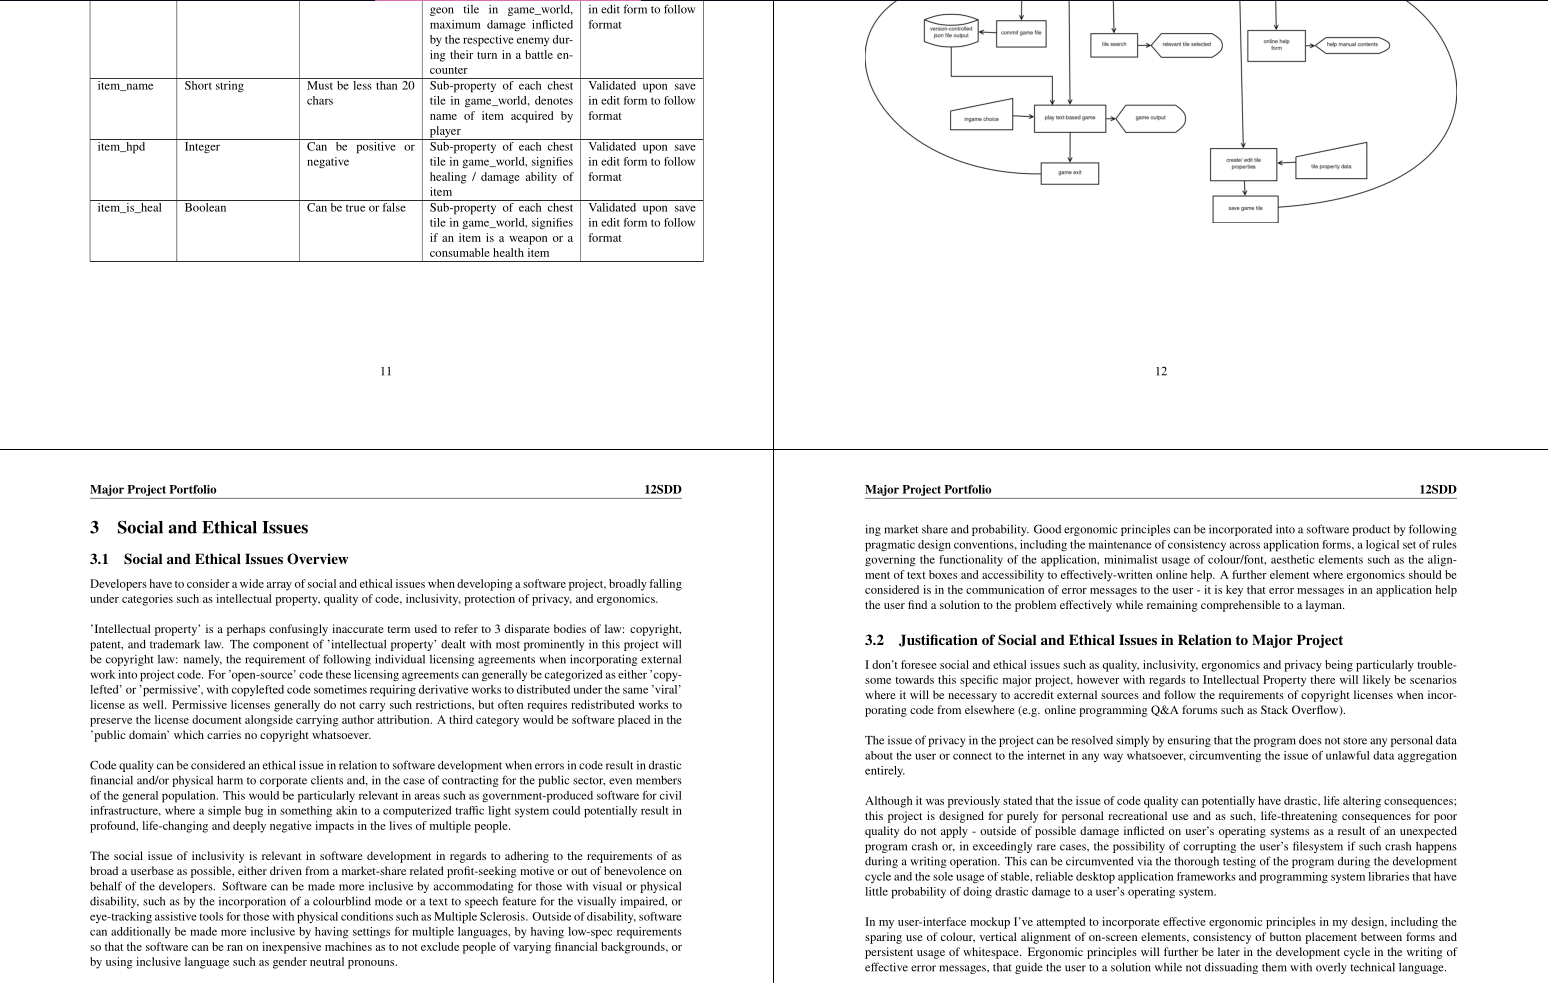 geon tile in game_world,
maximum damage inflicted
by the respective enemy dur-
ing their turn in a battle en-
counter
in edit form to follow
format
item_name
Short string
Must be less than 20
chars
Sub-property of each chest
tile in game_world, denotes
name of item acquired by
player
Validated upon save
in edit form to follow
format
item_hpd
Integer
Can be positive or
negative
Sub-property of each chest
tile in game_world, signifies
healing / damage ability of
item
Validated upon save
in edit form to follow
format
item_is_heal
Boolean
Can be true or false
Sub-property of each chest
tile in game_world, signifies
if an item is a weapon or a
consumable health item
Validated upon save
in edit form to follow
format
11
version-controlled
json file output
commit game file
tile search
relevant tile selected
online help
form
help manual contents
ingame choice
play text-based game
game output
game exit
create/ edit tile
properties
tile property data
save game tile
12
Major Project Portfolio 12SDD
3 Social and Ethical Issues
3.1 Social and Ethical Issues Overview
Developers have to consider a wide array of social and ethical issues when developing a software project, broadly falling
under categories such as intellectual property, quality of code, inclusivity, protection of privacy, and ergonomics.
'Intellectual property' is a perhaps confusingly inaccurate term used to refer to 3 disparate bodies of law: copyright,
patent, and trademark law. The component of 'intellectual property' dealt with most prominently in this project will
be copyright law: namely, the requirement of following individual licensing agreements when incorporating external
work into project code. For 'open-source' code these licensing agreements can generally be categorized as either 'copy-
lefted' or 'permissive', with copylefted code sometimes requiring derivative works to distributed under the same 'viral'
license as well. Permissive licenses generally do not carry such restrictions, but often requires redistributed works to
preserve the license document alongside carrying author attribution. A third category would be software placed in the
'public domain' which carries no copyright whatsoever.
Code quality can be considered an ethical issue in relation to software development when errors in code result in drastic
financial and/or physical harm to corporate clients and, in the case of contracting for the public sector, even members
of the general population. This would be particularly relevant in areas such as government-produced software for civil
infrastructure, where a simple bug in something akin to a computerized traffic light system could potentially result in
profound, life-changing and deeply negative impacts in the lives of multiple people.
The social issue of inclusivity is relevant in software development in regards to adhering to the requirements of as
broad a userbase as possible, either driven from a market-share related profit-seeking motive or out of benevolence on
behalf of the developers. Software can be made more inclusive by accommodating for those with visual or physical
disability, such as by the incorporation of a colourblind mode or a text to speech feature for the visually impaired, or
eye-tracking assistive tools for those with physical conditions such as Multiple Sclerosis. Outside of disability, software
can additionally be made more inclusive by having settings for multiple languages, by having low-spec requirements
so that the software can be ran on inexpensive machines as to not exclude people of varying financial backgrounds, or
by using inclusive language such as gender neutral pronouns.
Major Project Portfolio 12SDD
ing market share and probability. Good ergonomic principles can be incorporated into a software product by following
pragmatic design conventions, including the maintenance of consistency across application forms, a logical set of rules
governing the functionality of the application, minimalist usage of colour/font, aesthetic elements such as the align-
ment of text boxes and accessibility to effectively-written online help. A further element where ergonomics should be
considered is in the communication of error messages to the user - it is key that error messages in an application help
the user find a solution to the problem effectively while remaining comprehensible to a layman.
3.2 Justification of Social and Ethical Issues in Relation to Major Project
I don't foresee social and ethical issues such as quality, inclusivity, ergonomics and privacy being particularly trouble-
some towards this specific major project, however with regards to Intellectual Property there will likely be scenarios
where it will be necessary to accredit external sources and follow the requirements of copyright licenses when incor-
porating code from elsewhere (e.g. online programming Q&A forums such as Stack Overflow).
The issue of privacy in the project can be resolved simply by ensuring that the program does not store any personal data
about the user or connect to the internet in any way whatsoever, circumventing the issue of unlawful data aggregation
entirely.
Although it was previously stated that the issue of code quality can potentially have drastic, life altering consequences;
this project is designed for purely for personal recreational use and as such, life-threatening consequences for poor
quality do not apply - outside of possible damage inflicted on user's operating systems as a result of an unexpected
program crash or, in exceedingly rare cases, the possibility of corrupting the user's filesystem if such crash happens
during a writing operation. This can be circumvented via the thorough testing of the program during the development
cycle and the sole usage of stable, reliable desktop application frameworks and programming system libraries that have
little probability of doing drastic damage to a user's operating system.
In my user-interface mockup I've attempted to incorporate effective ergonomic principles in my design, including the
sparing use of colour, vertical alignment of on-screen elements, consistency of button placement between forms and
persistent usage of whitespace. Ergonomic principles will further be later in the development cycle in the writing of
effective error messages, that guide the user to a solution while not dissuading them with overly technical language.